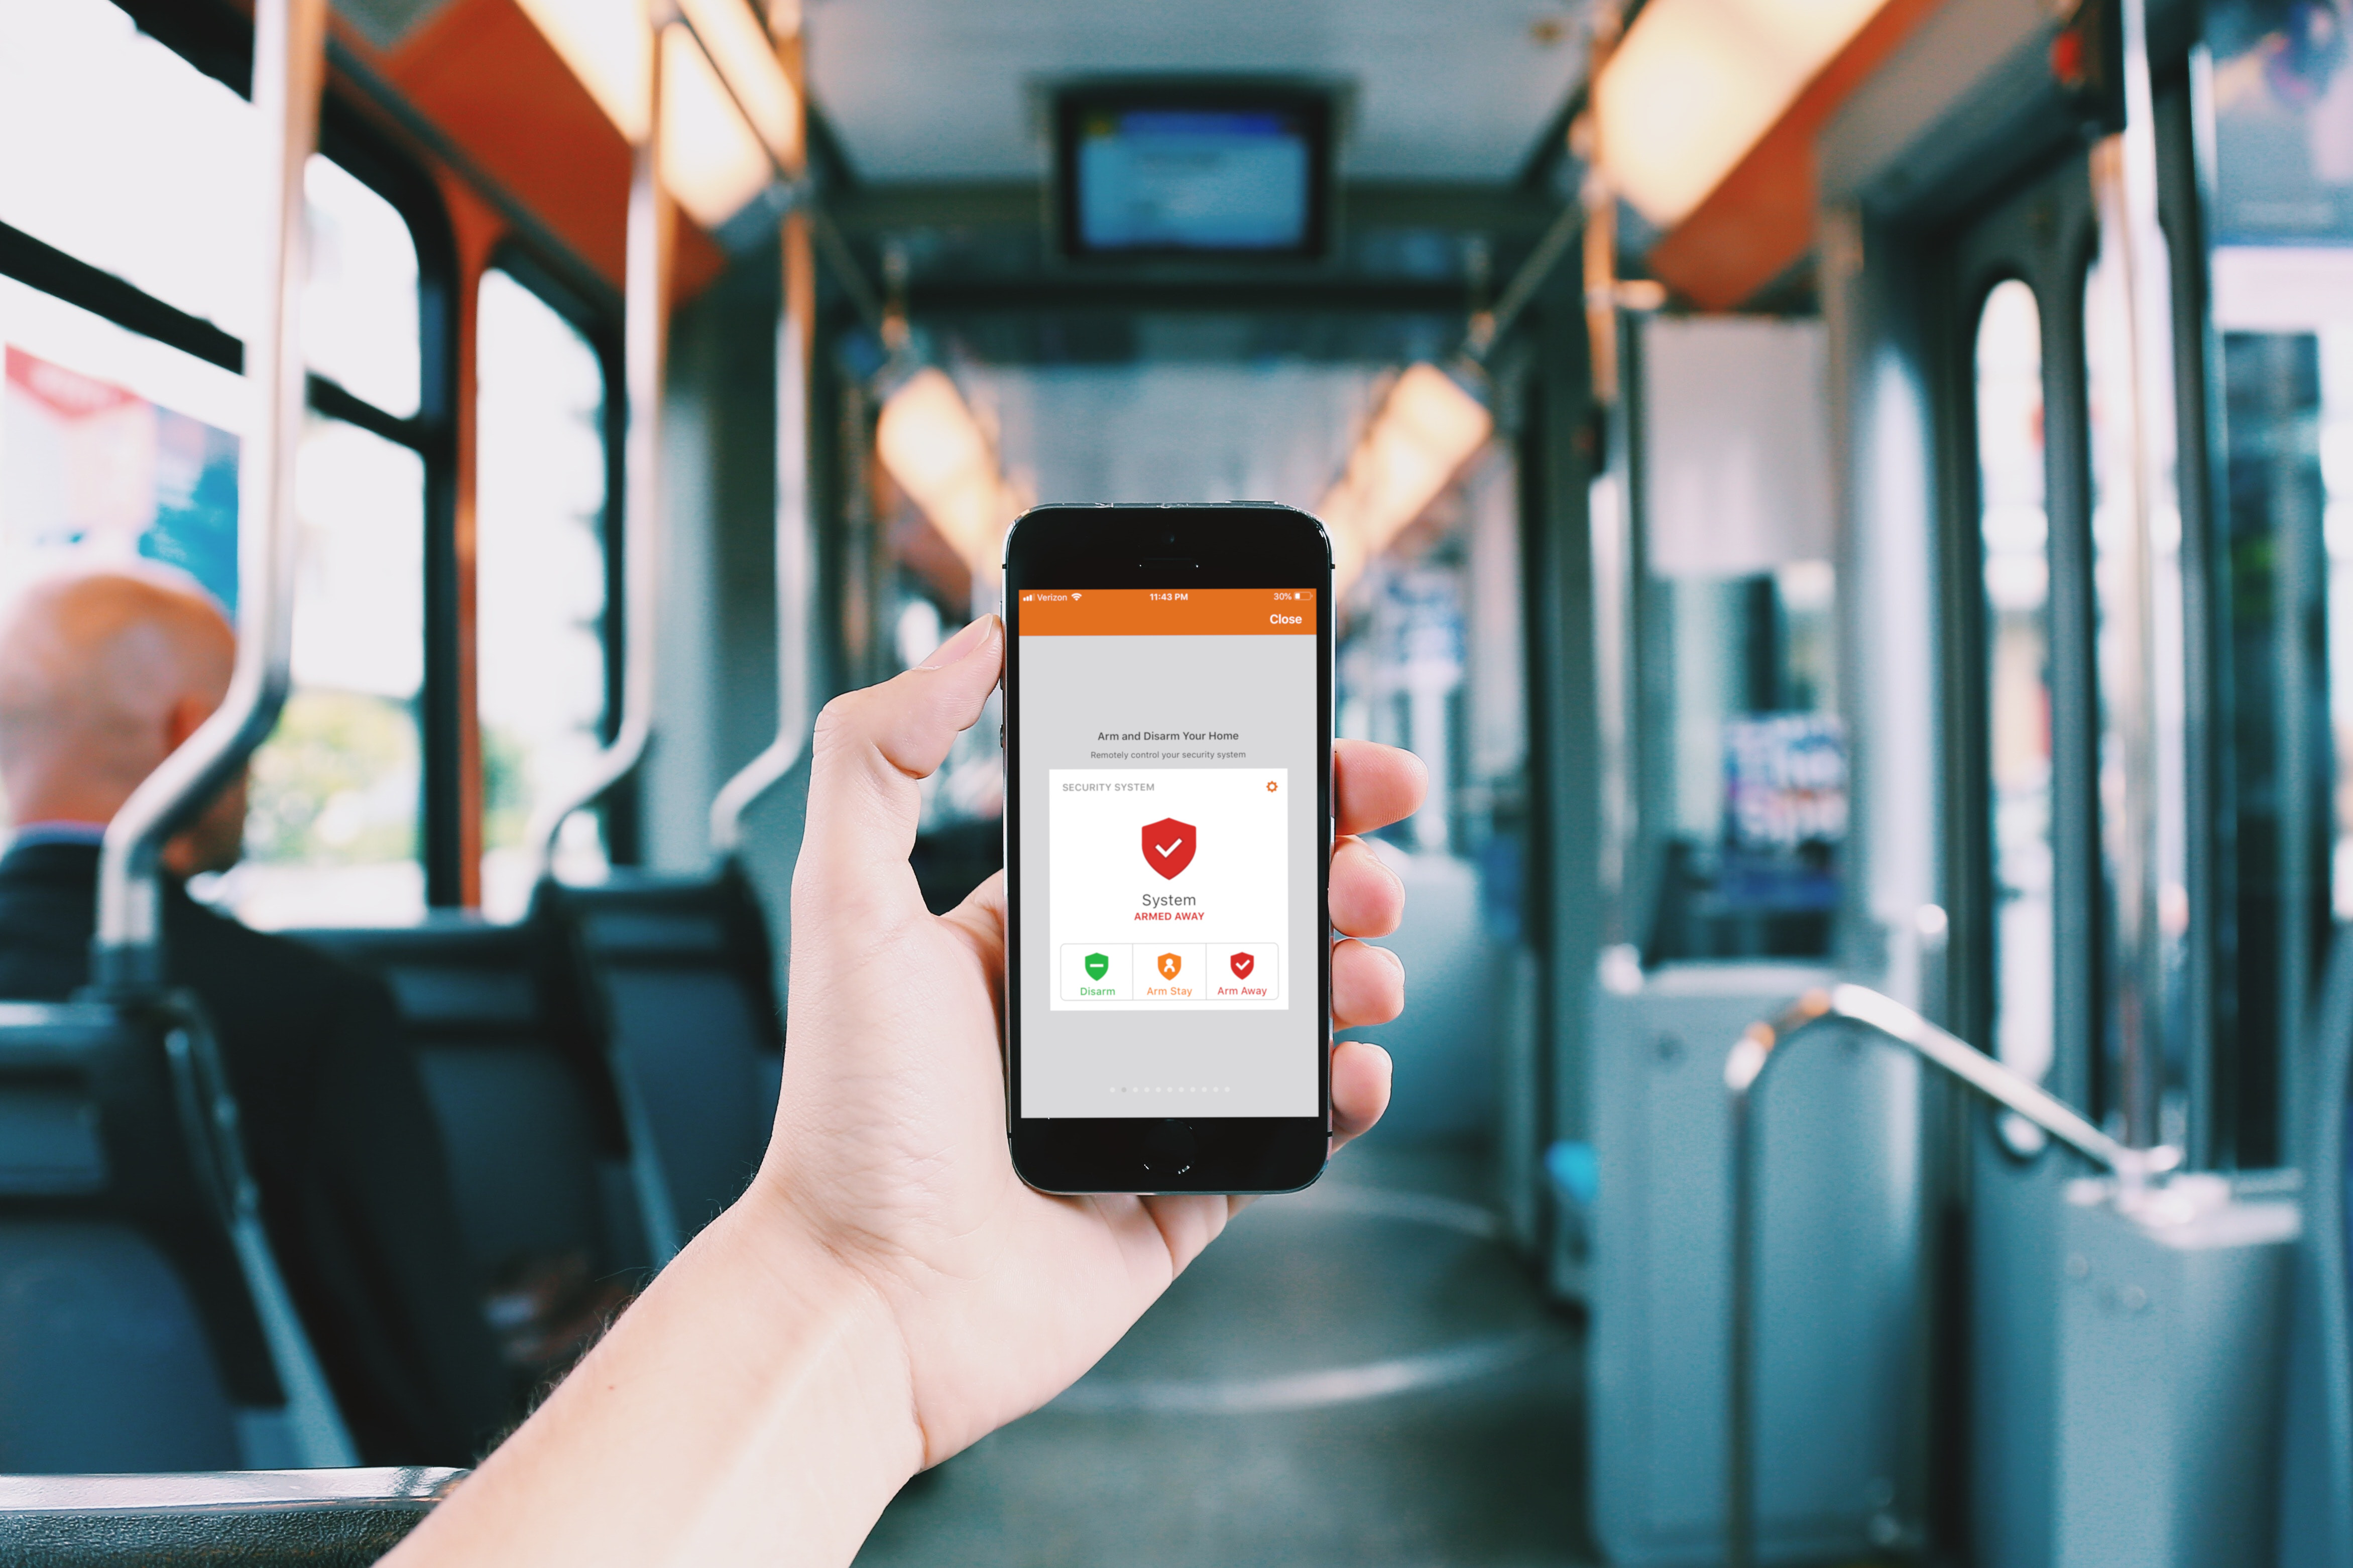 Verizon 11:43 PM 30%
Close
Arm and Disarm Your Home
Remotely control your security system
SECURITY SYSTEM
System
ARMED AWAY
Disarm Arm Stay Arm Away